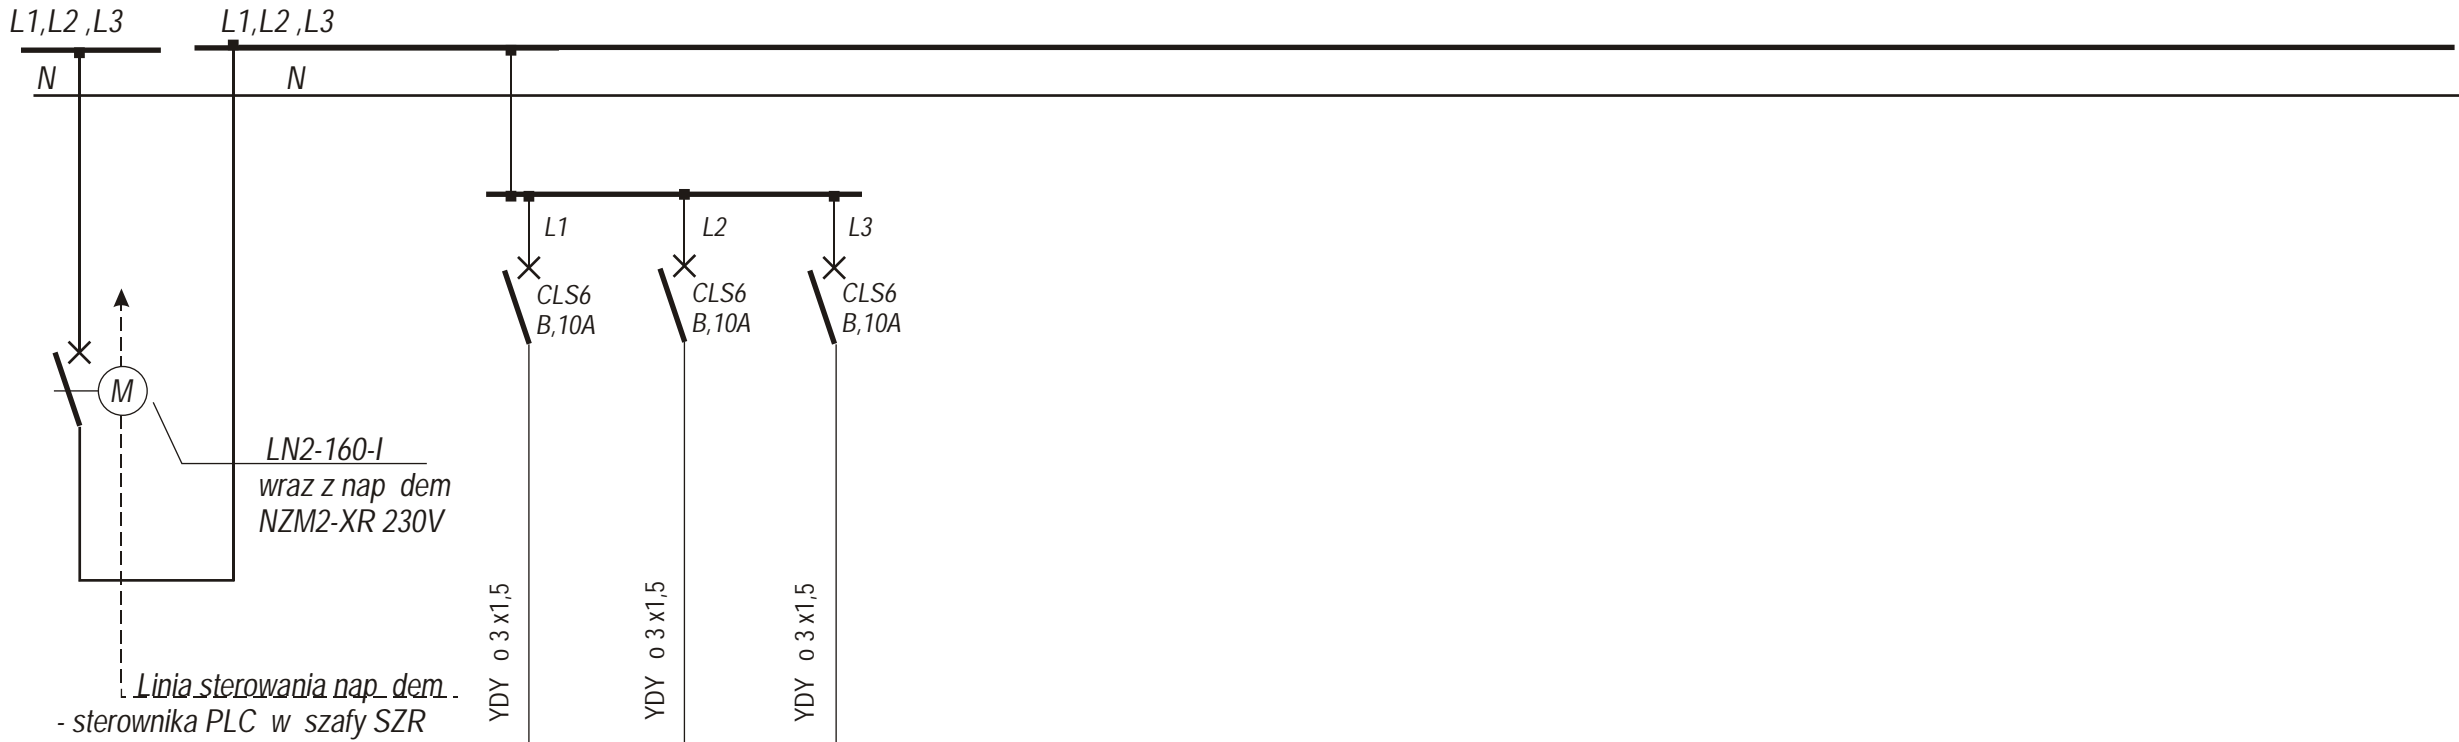 L1,L2 ,L3
L1,L2 ,L3
N
N
L1
L2
L3
CLS6
B,10A
CLS6
B,10A
CLS6
B,10A
M
LN2-160-I
wraz z nap dem
NZM2-XR 230V
YDY o 3 x1,5
YDY o 3 x1,5
YDY o 3 x1,5
Linia sterowania nap dem
- sterownika PLC w szafy SZR